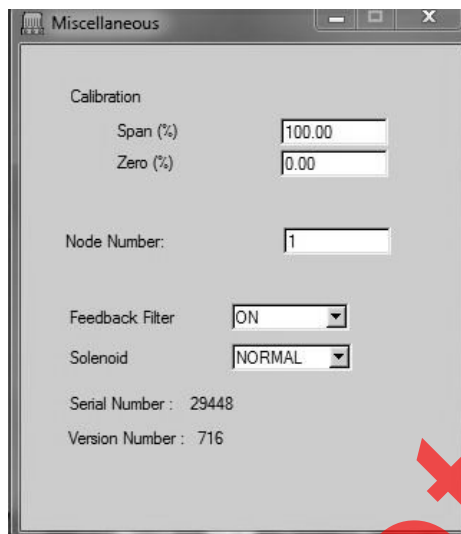 Miscellaneous
Calibration
Span (%) 100.00
Zero (%) 0.00
Node Number: 1
Feedback Filter ON
Solenoid NORMAL
Serial Number : 29448
Version Number : 716